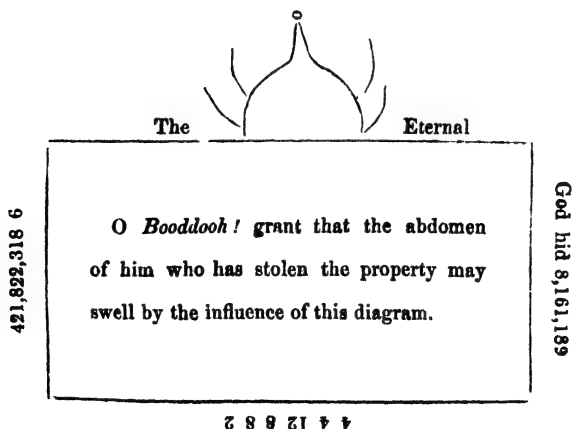 o
The Eternal
421,822,318 6
O Booddooh! grant that the abdomen
of him who has stolen the property may
swell by the influence of this diagram.
God hid 8,161,189
4 4 12 8 8 2